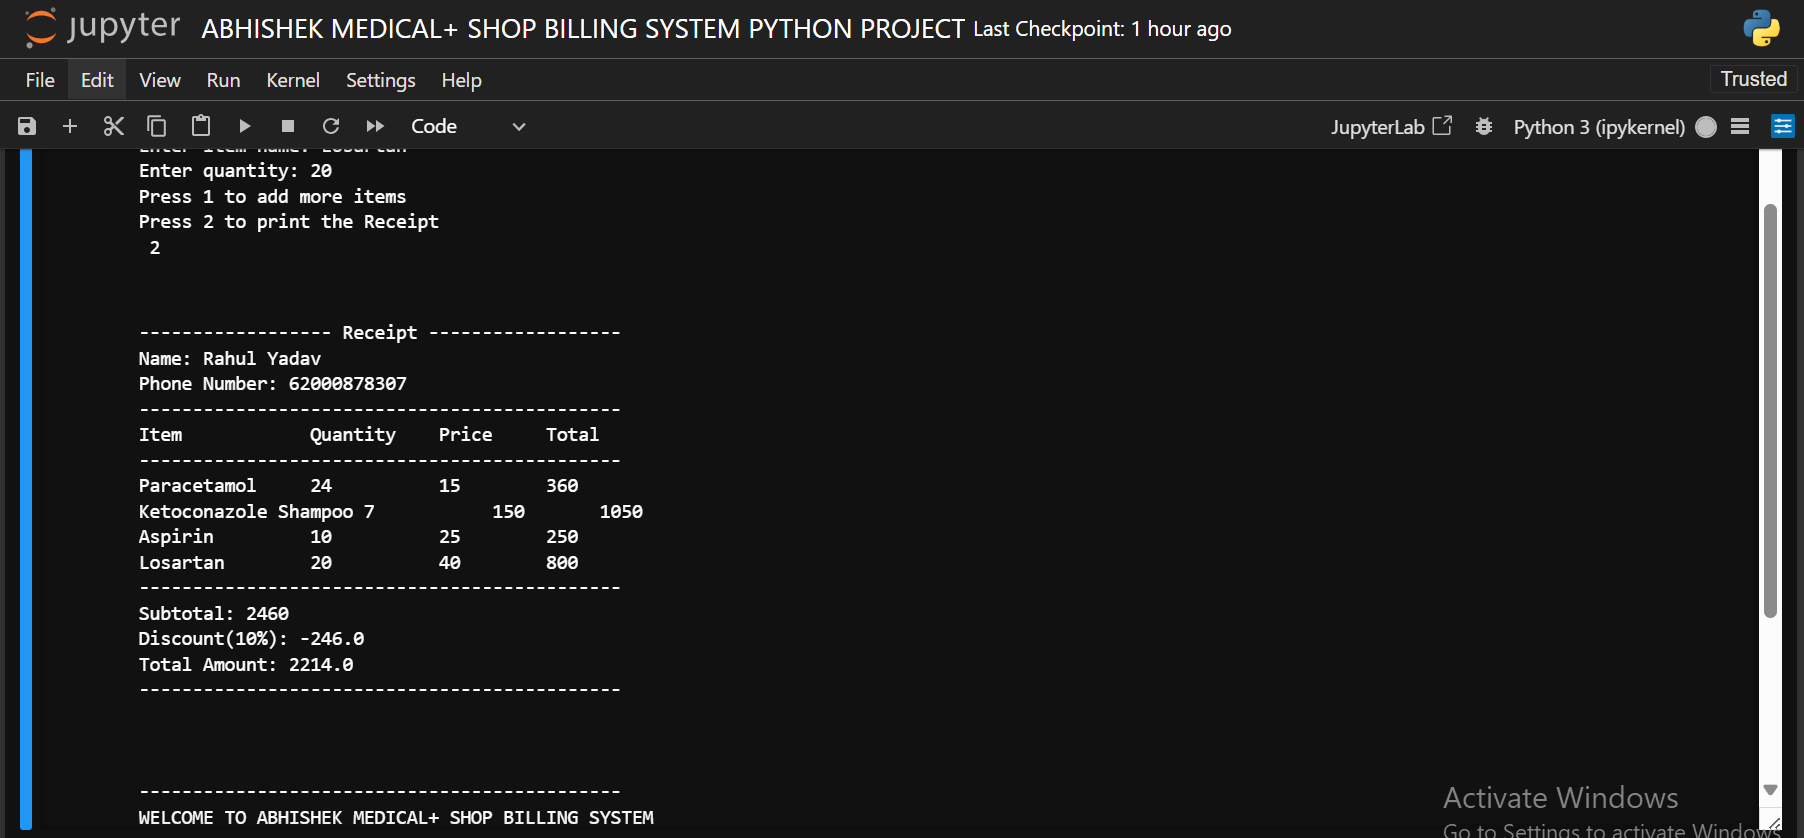 jupyter ABHISHEK MEDICAL+ SHOP BILLING SYSTEM PYTHON PROJECT Last Checkpoint: 1 hour ago
File Edit View Run Kernel Settings Help Trusted
Code JupyterLab Python 3 (ipykernel)
Enter item name: Losartan
Enter quantity: 20
Press 1 to add more items
Press 2 to print the Receipt
2
------------------ Receipt ------------------
Name: Rahul Yadav
Phone Number: 62000878307
---------------------------------------------
Item Quantity Price Total
---------------------------------------------
Paracetamol 24 15 360
Ketoconazole Shampoo 7 150 1050
Aspirin 10 25 250
Losartan 20 40 800
---------------------------------------------
Subtotal: 2460
Discount(10%): -246.0
Total Amount: 2214.0
---------------------------------------------
---------------------------------------------
WELCOME TO ABHISHEK MEDICAL+ SHOP BILLING SYSTEM
Activate Windows
Go to Settings to activate Windows